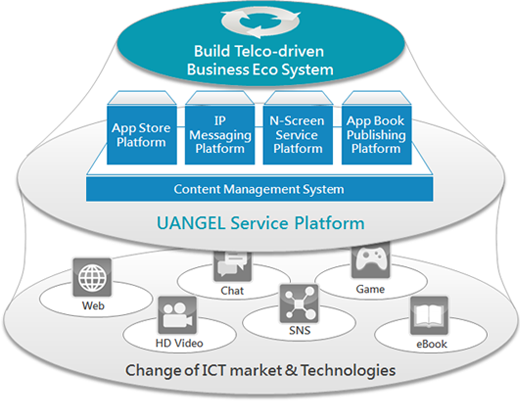 Build Telco-driven
Business Eco System
App Store
Platform
IP
Messaging
Platform
N-Screen
Service
Platform
App Book
Publishing
Platform
Content Management System
UANGEL Service Platform
Web
Chat
Game
HD Video
SNS
eBook
Change of ICT market & Technologies